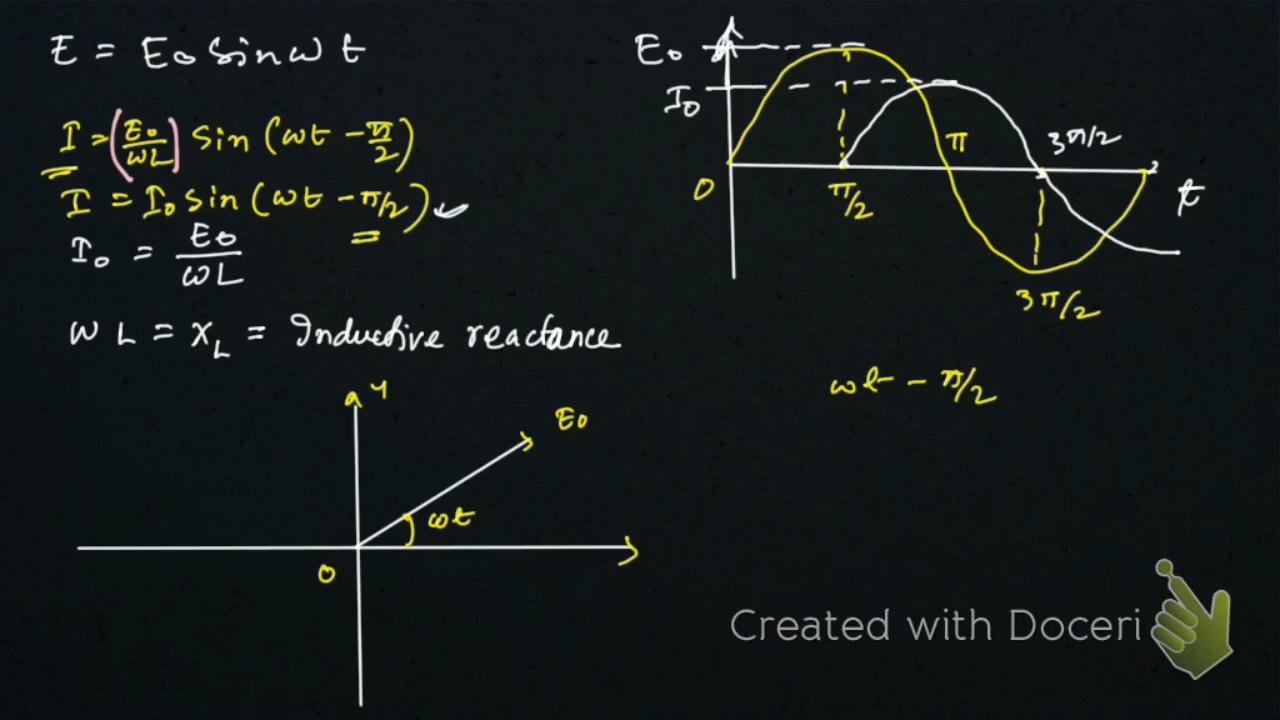 E = E₀ sin ωt
I = (E₀/ωL) sin (ωt - π/2)
I = I₀ sin (ωt - π/2)
I₀ = E₀/ωL
ωL = X_L = Inductive reactance
E₀
I₀
0
π/2
π
3π/2
t
3π/2
ωt - π/2
y
E₀
ωt
0
Created with Doceri